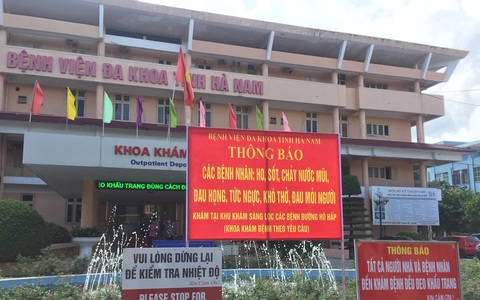 BỆNH VIỆN ĐA KHOA TỈNH HÀ NAM
KHOA KHÁM
Outpatient Depart
EO KHẨU TRANG ĐÚNG CÁCH Đ
BỆNH VIỆN ĐA KHOA TỈNH HÀ NAM
THÔNG BÁO
CÁC BỆNH NHÂN: HO, SỐT, CHẢY NƯỚC MŨI,
ĐAU HỌNG, TỨC NGỰC, KHÓ THỞ, ĐAU MỎI NGƯỜI
KHÁM TẠI KHU KHÁM SÀNG LỌC CÁC BỆNH ĐƯỜNG HÔ HẤP
(KHOA KHÁM BỆNH THEO YÊU CẦU)
VUI LÒNG DỪNG LẠI
ĐỂ KIỂM TRA NHIỆT ĐỘ
Xin Cảm Ơn!
PLEASE STOP FOR
THÔNG BÁO
TẤT CẢ NGƯỜI NHÀ VÀ BỆNH NHÂN
ĐẾN KHÁM BỆNH ĐỀU ĐEO KHẨU TRANG